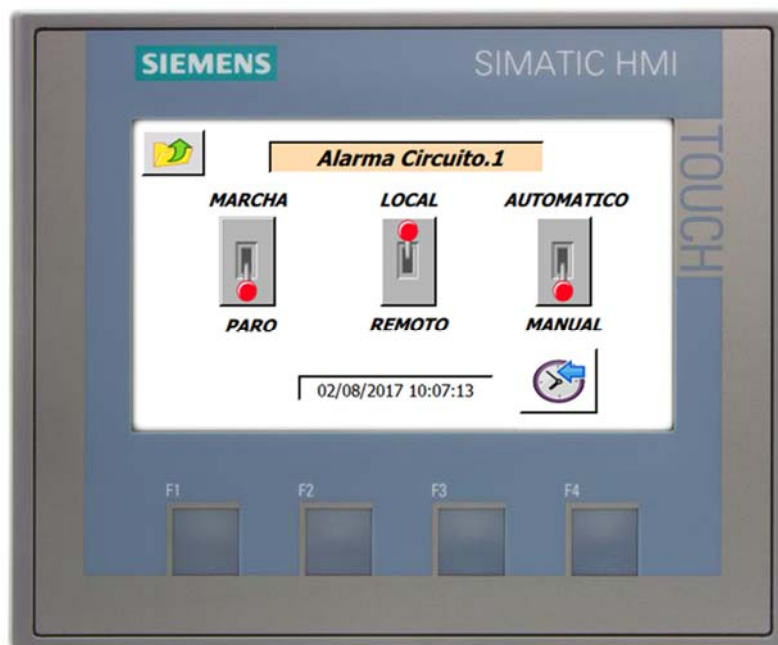 SIEMENS
SIMATIC HMI
TOUCH
Alarma Circuito.1
MARCHA
LOCAL
AUTOMATICO
PARO
REMOTO
MANUAL
02/08/2017 10:07:13
F1
F2
F3
F4